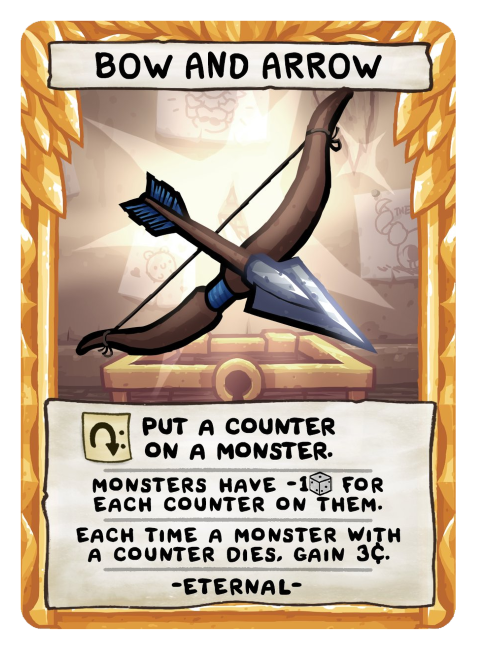 BOW AND ARROW
THE
PUT A COUNTER
ON A MONSTER.
MONSTERS HAVE -1 FOR
EACH COUNTER ON THEM.
EACH TIME A MONSTER WITH
A COUNTER DIES, GAIN 3¢.
-ETERNAL-